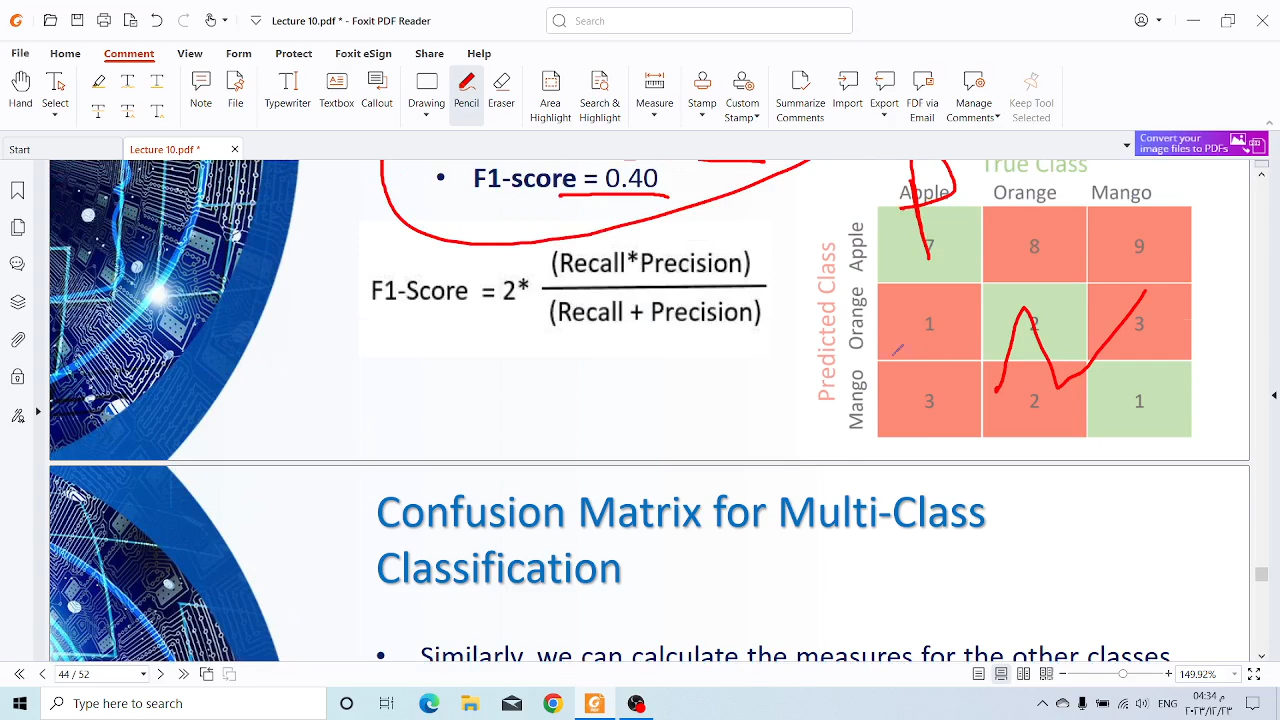 Lecture 10.pdf * - Foxit PDF Reader
Search
File Home Comment View Form Protect Foxit eSign Share Help
Hand Select Note File Typewriter Textbox Callout Drawing Pencil Eraser Area Highlight Search & Highlight Measure Stamp Custom Stamp Summarize Comments Import Export FDF via Email Manage Comments Keep Tool Selected
Start Lecture 10.pdf *
Convert your image files to PDFs
• F1-score = 0.40
F1-Score = 2* (Recall*Precision)
(Recall + Precision)
True Class
Apple Orange Mango
Predicted Class
Apple 7 8 9
Orange 1 2 3
Mango 3 2 1
Confusion Matrix for Multi-Class
Classification
• Similarly, we can calculate the measures for the other classes
44 / 52
149.92%
Type here to search
ENG